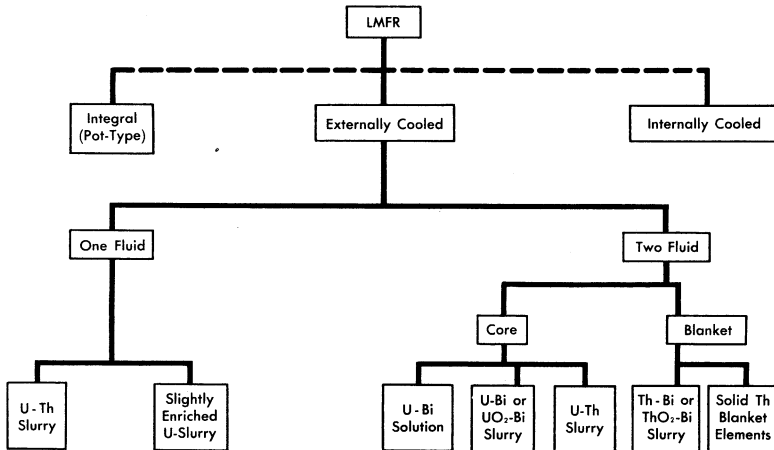 LMFR
Integral
(Pot-Type)
Externally Cooled
Internally Cooled
One Fluid
Two Fluid
Core
Blanket
U - Th
Slurry
Slightly
Enriched
U-Slurry
U - Bi
Solution
U-Bi or
UO₂-Bi
Slurry
U-Th
Slurry
Th - Bi or
ThO₂-Bi
Slurry
Solid Th
Blanket
Elements